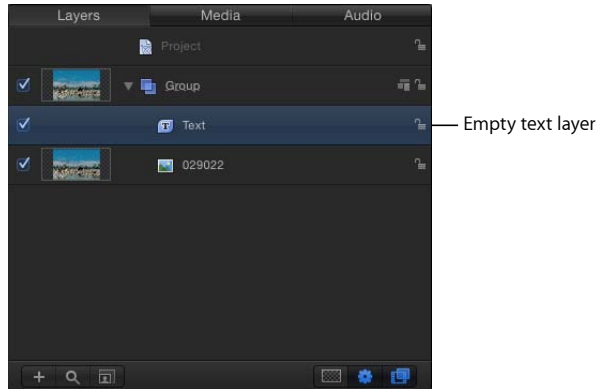 Layers Media Audio
Project
Group
Text
Empty text layer
029022